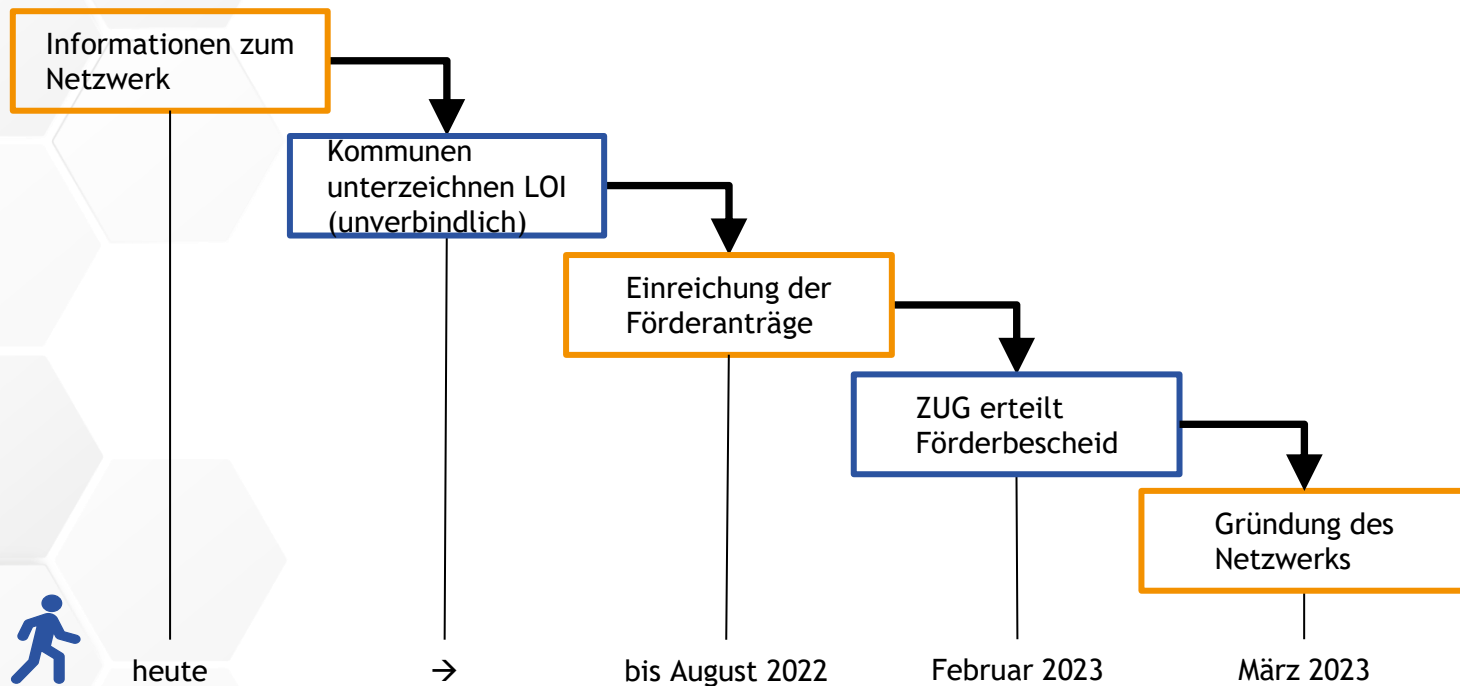 Informationen zum
Netzwerk
Kommunen
unterzeichnen LOI
(unverbindlich)
Einreichung der
Förderanträge
ZUG erteilt
Förderbescheid
Gründung des
Netzwerks
heute
→
bis August 2022
Februar 2023
März 2023